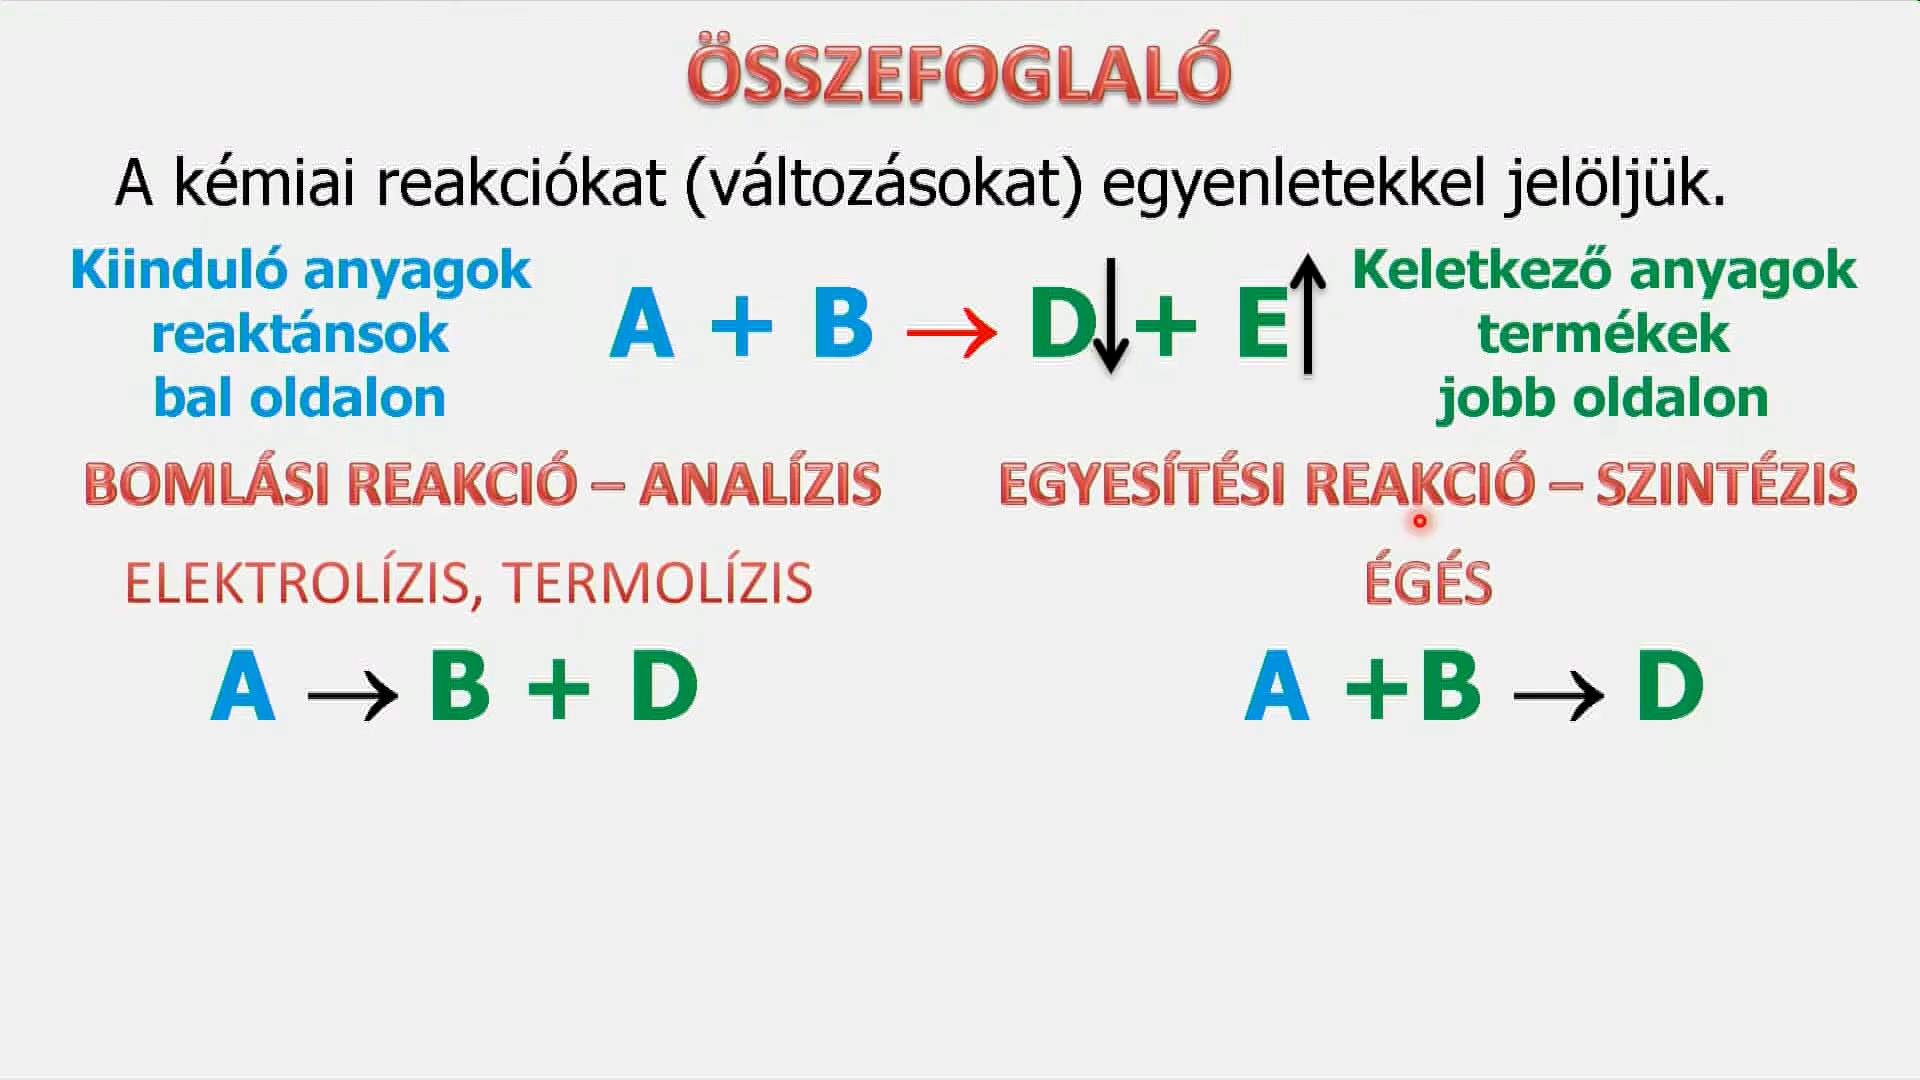 ÖSSZEFOGLALÓ
A kémiai reakciókat (változásokat) egyenletekkel jelöljük.
Kiinduló anyagok
reaktánsok
bal oldalon
A + B → D↓ + E↑
Keletkező anyagok
termékek
jobb oldalon
BOMLÁSI REAKCIÓ – ANALÍZIS
ELEKTROLÍZIS, TERMOLÍZIS
A → B + D
EGYESÍTÉSI REAKCIÓ – SZINTÉZIS
ÉGÉS
A +B → D